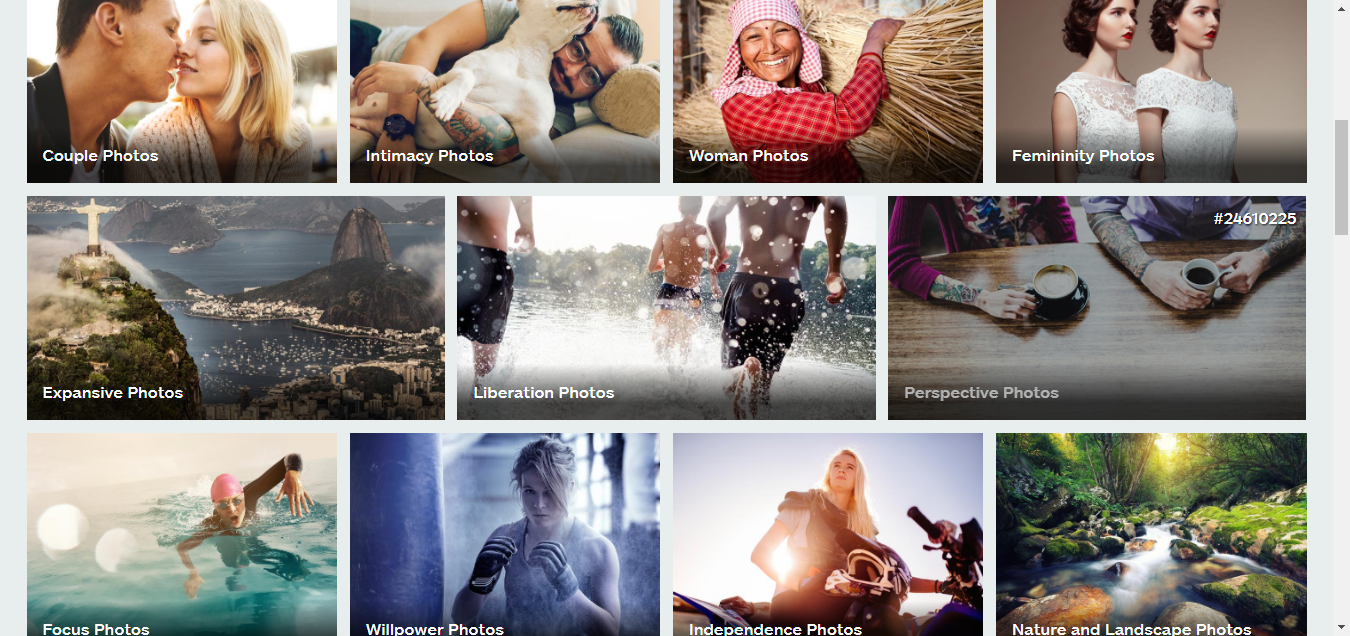 Couple Photos
Intimacy Photos
Woman Photos
Femininity Photos
#24610225
Expansive Photos
Liberation Photos
Perspective Photos
Focus Photos
Willpower Photos
Independence Photos
Nature and Landscape Photos